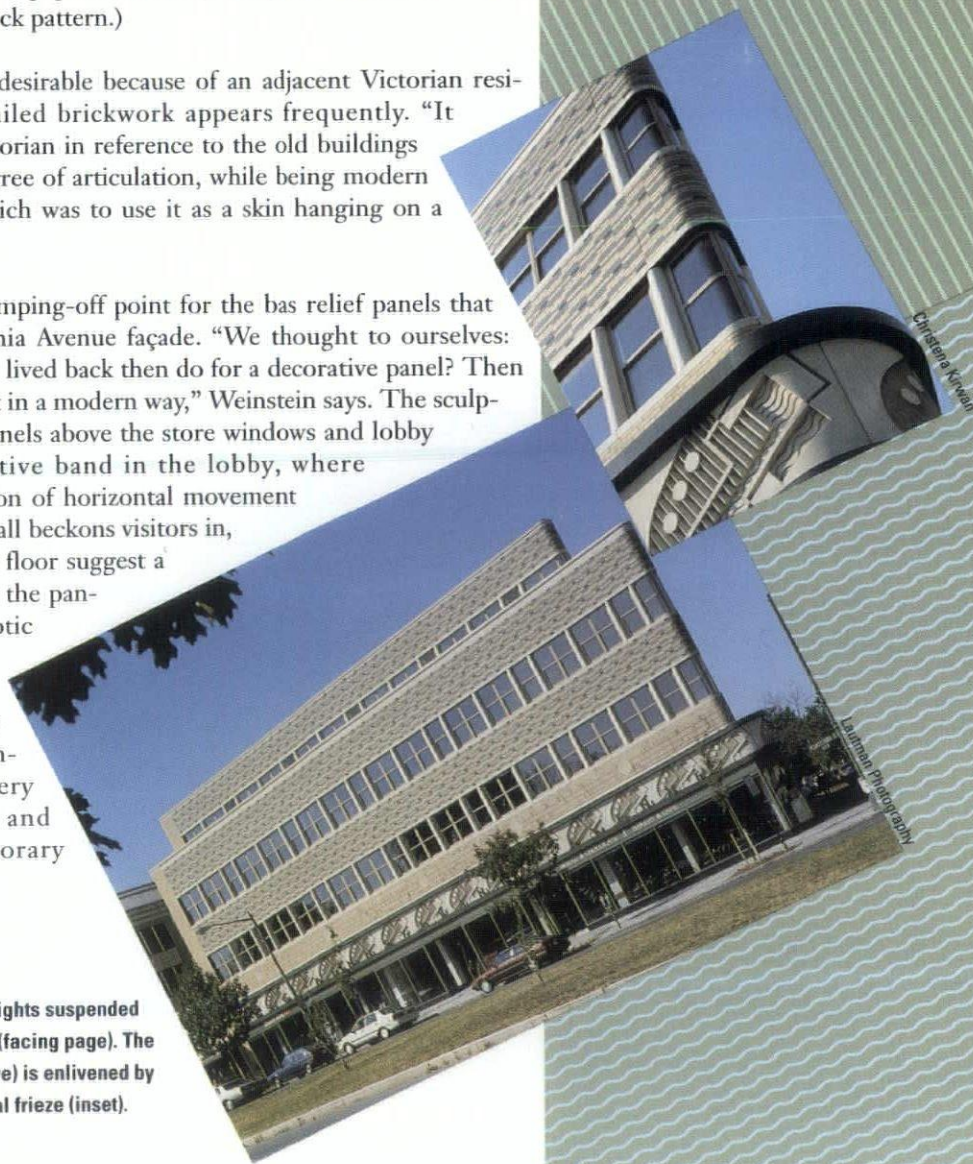 ck pattern.)
desirable because of an adjacent Victorian resi-
iled brickwork appears frequently. “It
orian in reference to the old buildings
ree of articulation, while being modern
ich was to use it as a skin hanging on a
mping-off point for the bas relief panels that
nia Avenue façade. “We thought to ourselves:
lived back then do for a decorative panel? Then
t in a modern way,” Weinstein says. The sculp-
nels above the store windows and lobby
tive band in the lobby, where
on of horizontal movement
all beckons visitors in,
floor suggest a
the pan-
otic
n-
ery
and
orary
ights suspended
(facing page). The
e) is enlivened by
al frieze (inset).
Christena Kirwan
Lautman Photography